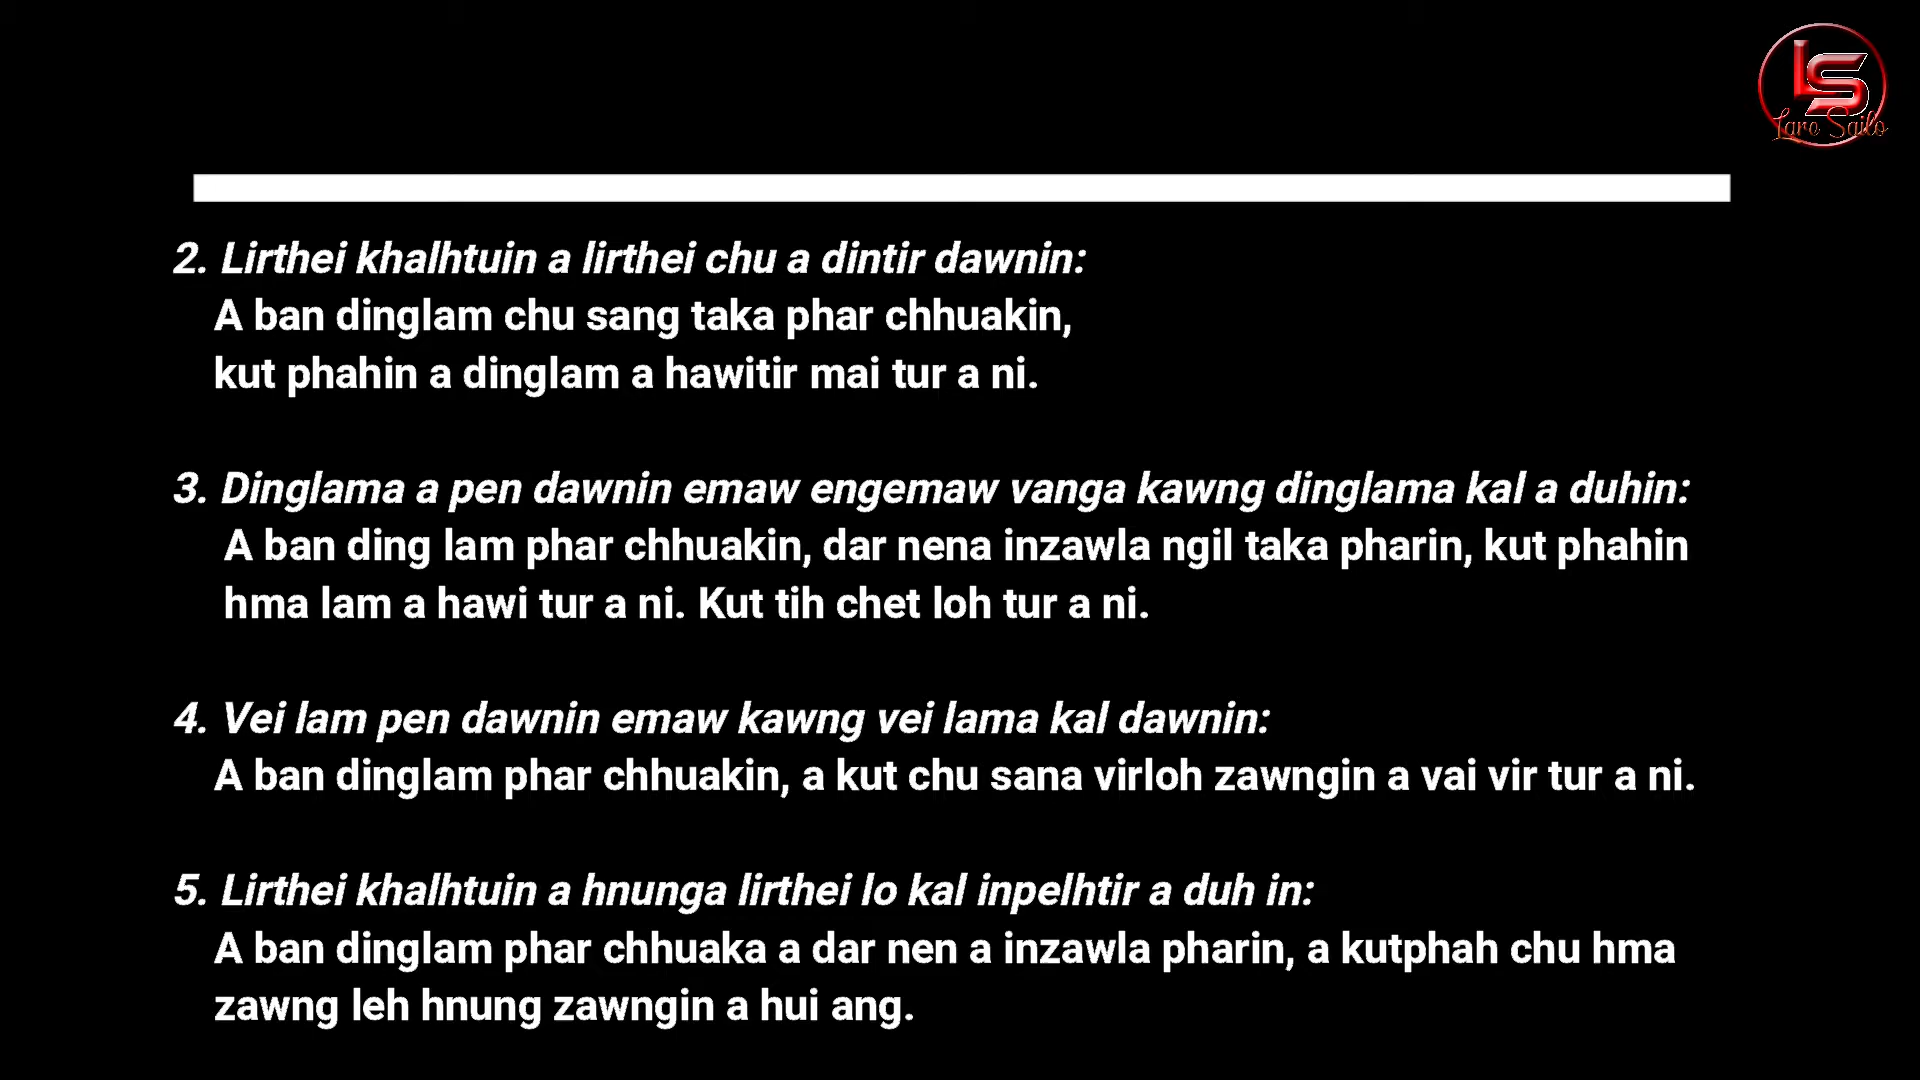 LS
Lare Sailo
2. Lirthei khalhtuin a lirthei chu a dintir dawnin:
A ban dinglam chu sang taka phar chhuakin,
kut phahin a dinglam a hawitir mai tur a ni.
3. Dinglama a pen dawnin emaw engemaw vanga kawng dinglama kal a duhin:
A ban ding lam phar chhuakin, dar nena inzawla ngil taka pharin, kut phahin
hma lam a hawi tur a ni. Kut tih chet loh tur a ni.
4. Vei lam pen dawnin emaw kawng vei lama kal dawnin:
A ban dinglam phar chhuakin, a kut chu sana virloh zawngin a vai vir tur a ni.
5. Lirthei khalhtuin a hnunga lirthei lo kal inpelhtir a duh in:
A ban dinglam phar chhuaka a dar nen a inzawla pharin, a kutphah chu hma
zawng leh hnung zawngin a hui ang.